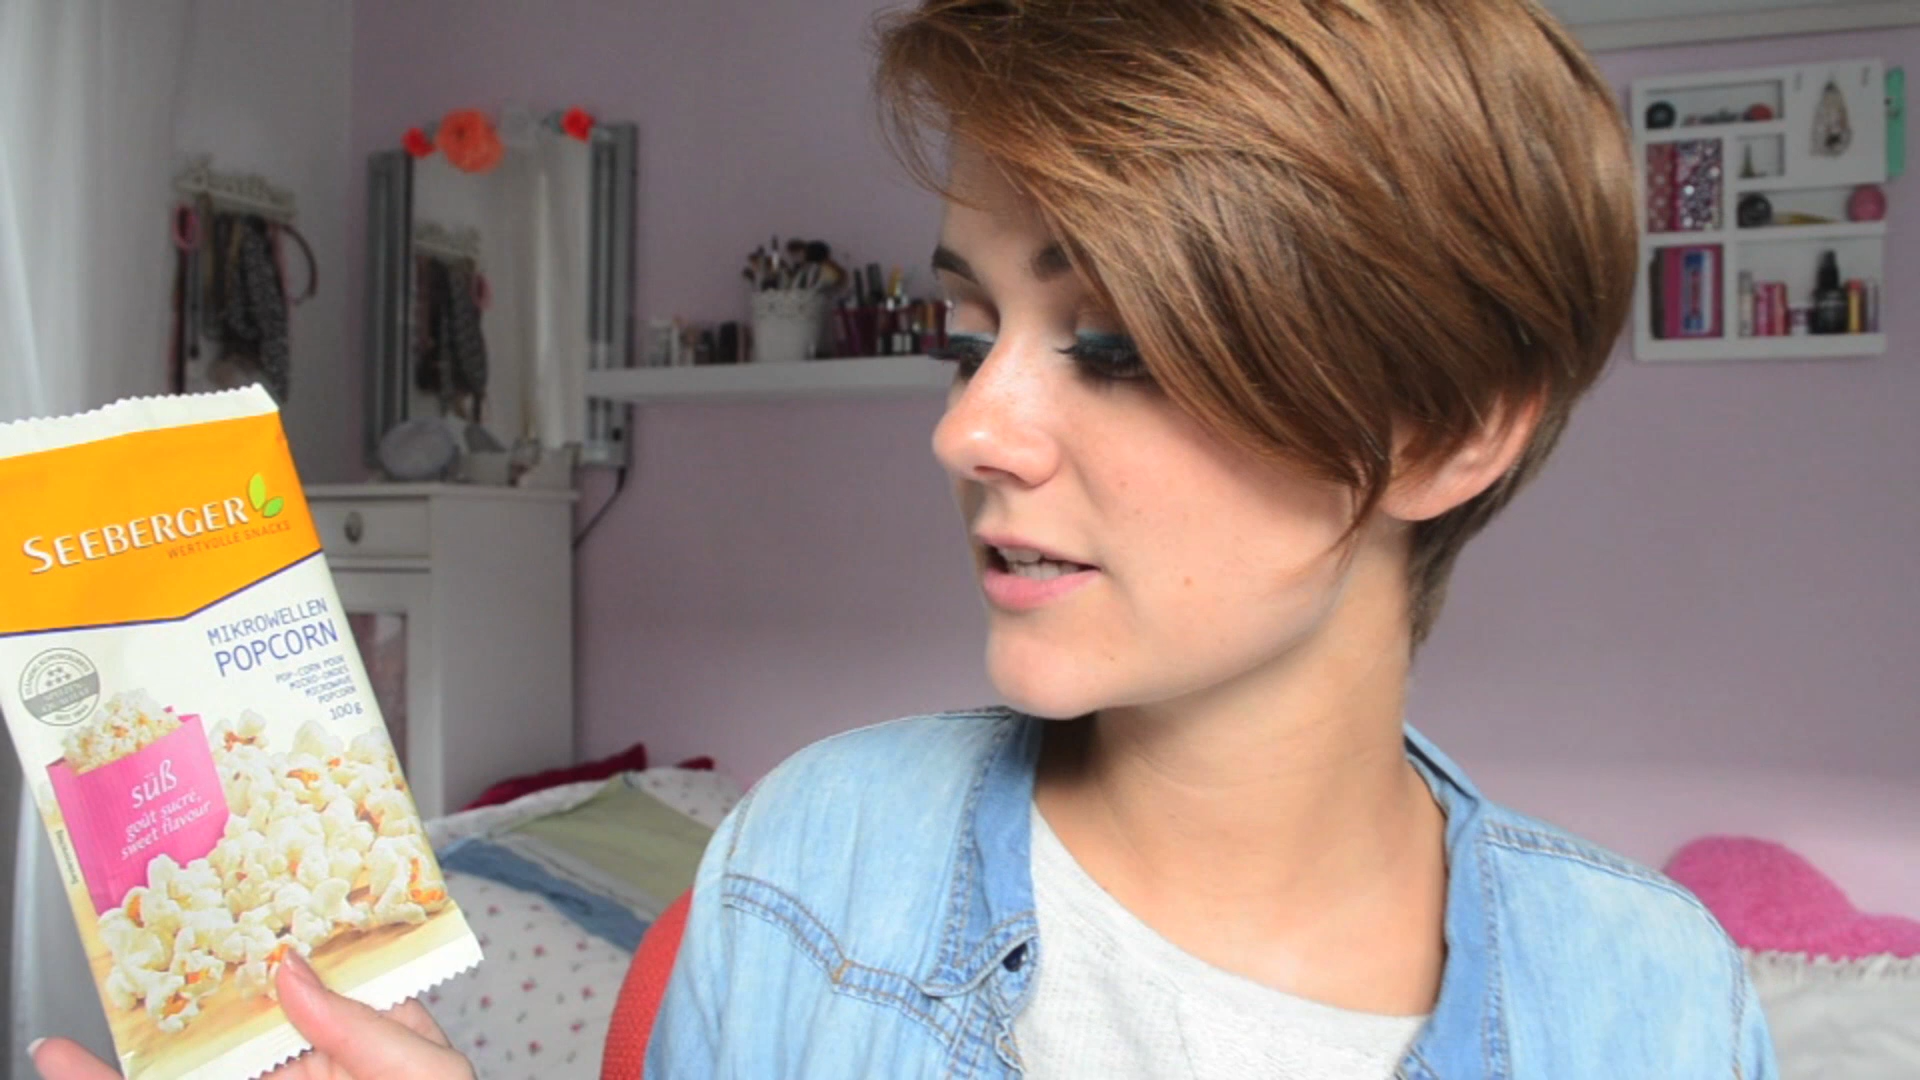 SEEBERGER
WERTVOLLE SNACKS
MIKROWELLEN
POPCORN
POP-CORN POUR
MICRO-ONDES
MICROWAVE
POPCORN
100 g
süß
goût sucré,
sweet flavour